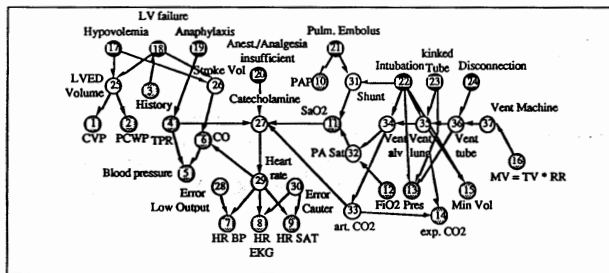 LV failure
Hypovolemia
Anaphylaxis
Pulm. Embolus
17
18
19
Anest./Analgesia
insufficient
21
Intubation
kinked
Tube
Disconnection
LVED
Volume
25
3
History
Stroke Vol
26
20
PAP
10
31
Shunt
22
23
24
Catecholamine
SaO2
Vent Machine
1
2
CVP
PCWP
4
TPR
6
CO
27
11
34
Vent
alv
35
Vent
lung
36
Vent
tube
37
PA Sat
32
16
MV = TV * RR
Blood pressure
5
Heart
rate
Error
Low Output
28
29
30
Error
Cauter
12
FiO2
13
Pres
15
Min Vol
7
8
9
33
14
HR BP
HR
EKG
HR SAT
art. CO2
exp. CO2